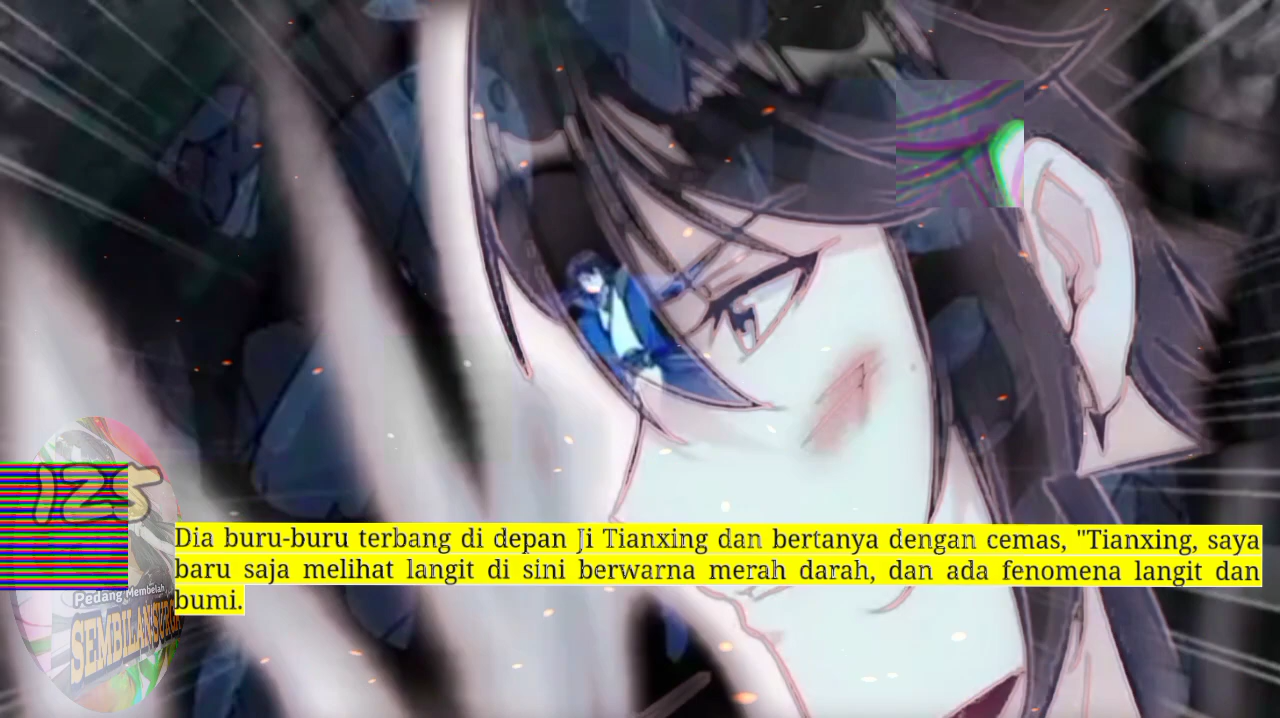 125
Dia buru-buru terbang di depan Ji Tianxing dan bertanya dengan cemas, "Tianxing, saya
baru saja melihat langit di sini berwarna merah darah, dan ada fenomena langit dan
bumi.
Pedang Membelah
SEMBILAN SURGA